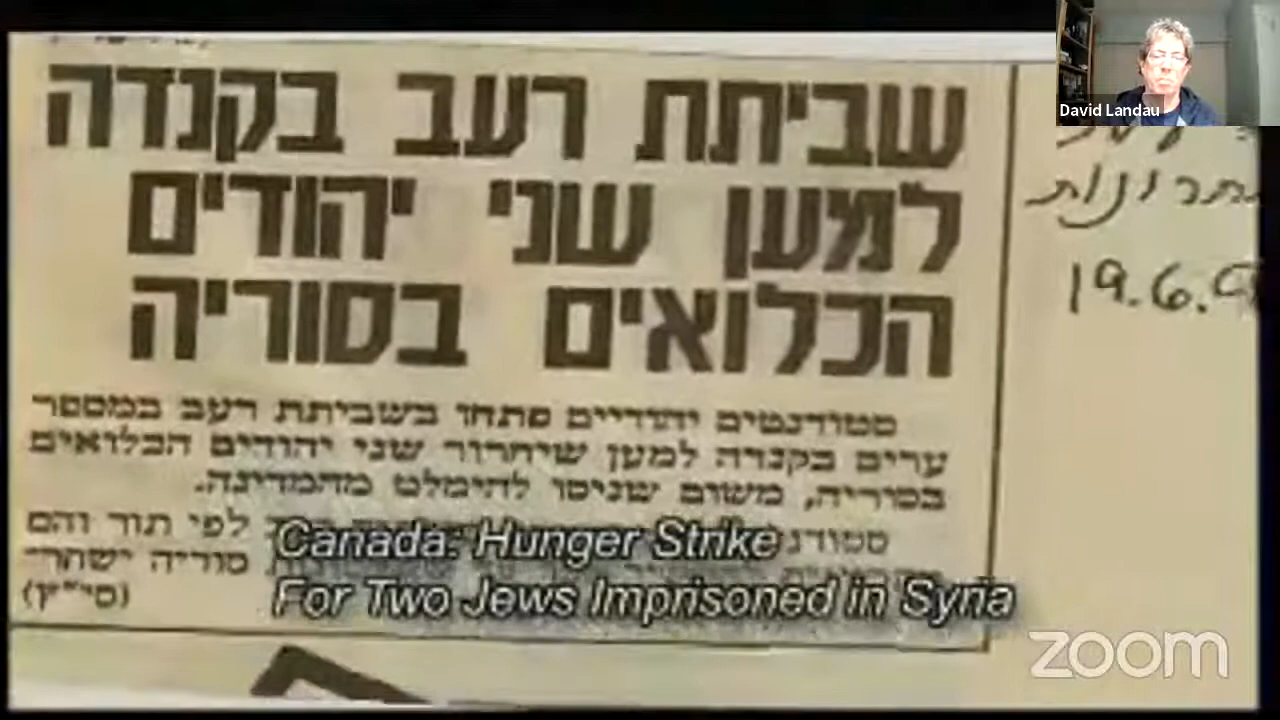 שביתת רעב בקנדה
למען שני יהודים
הכלואים בסוריה
סטודנטים יהודיים פתחו בשביתת רעב במספר
ערים בקנדה למען שיחרור שני יהודים הכלואים
בסוריה, משום שניסו להימלט מהמדינה.
לפי תור והם
סוריה ישחר־
(סי״ן)
Canada: Hunger Strike
For Two Jews Imprisoned in Syria
19.6.
David Landau
zoom